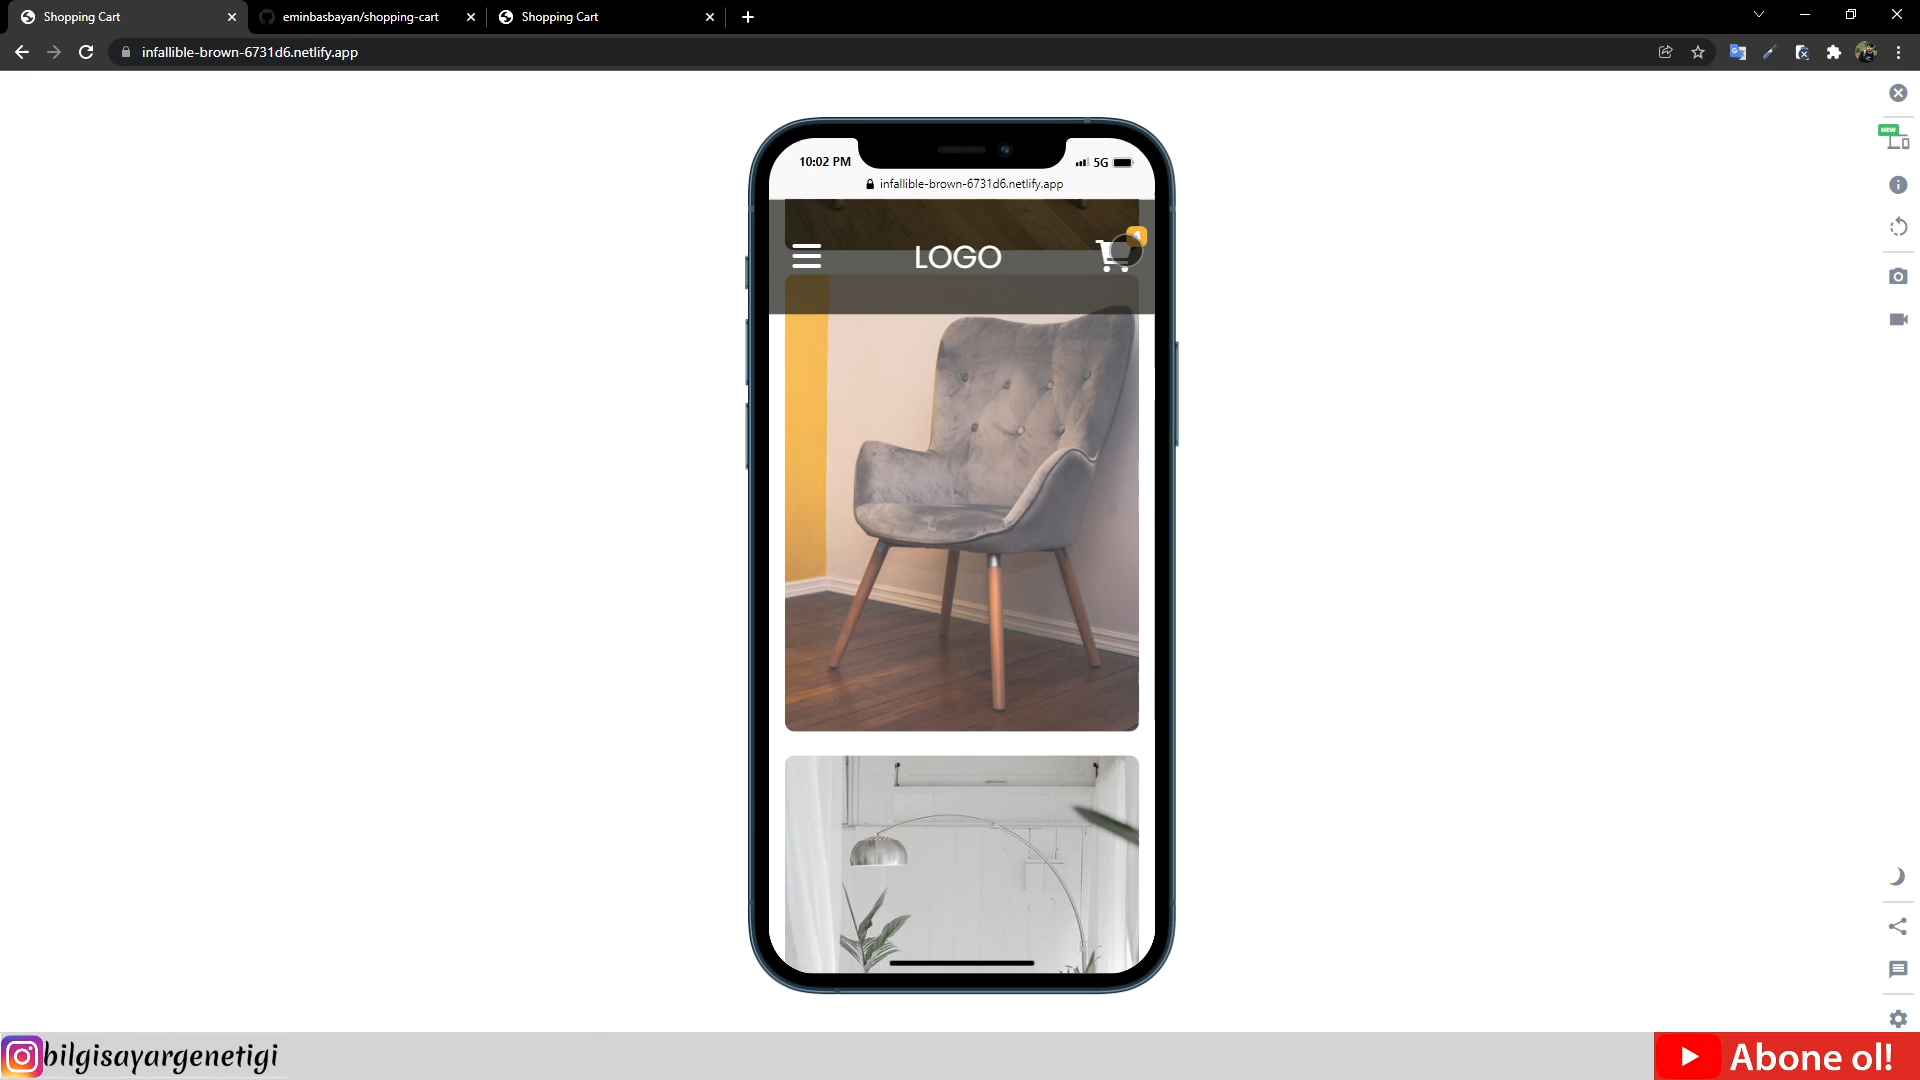 Shopping Cart
eminbasbayan/shopping-cart
Shopping Cart
infallible-brown-6731d6.netlify.app
NEW
10:02 PM
5G
infallible-brown-6731d6.netlify.app
LOGO
bilgisayargenetigi
Abone ol!